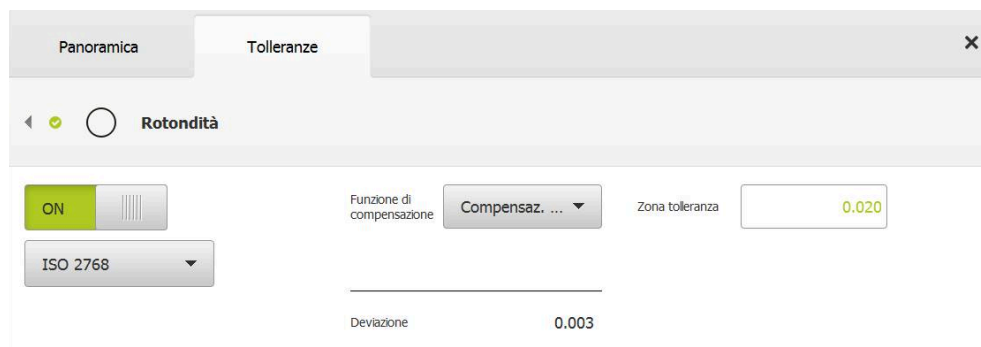 Panoramica
Tolleranze
Rotondità
ON
Funzione di
compensazione
Compensaz. ...
Zona tolleranza
0.020
ISO 2768
Deviazione
0.003